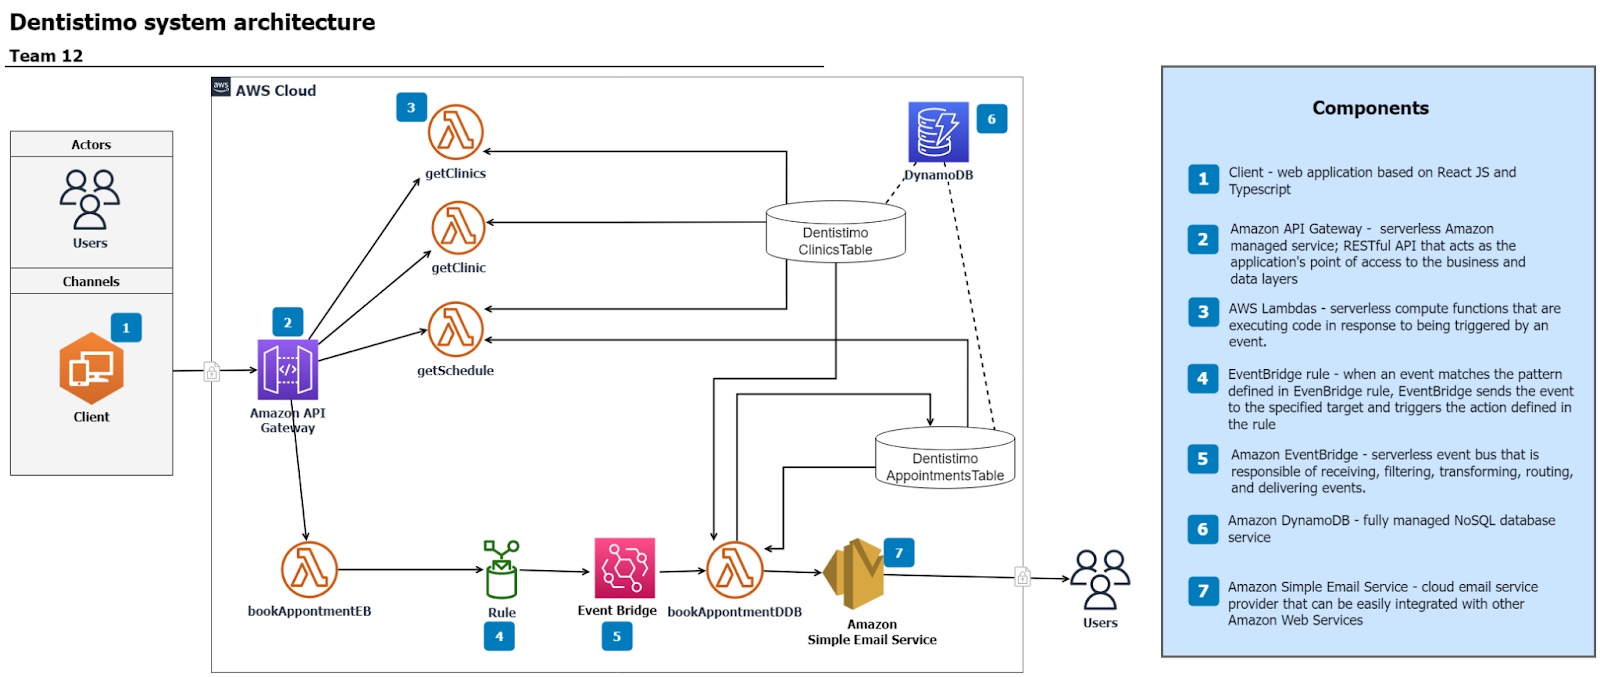 Dentistimo system architecture
Team 12
aws
AWS Cloud
Actors
Users
Channels
1
Client
2
Amazon API
Gateway
3
getClinics
getClinic
getSchedule
6
DynamoDB
Dentistimo
ClinicsTable
Dentistimo
AppointmentsTable
bookAppontmentEB
Rule
4
Event Bridge
5
bookAppontmentDDB
7
Amazon
Simple Email Service
Users
Components
1
Client - web application based on React JS and
Typescript
2
Amazon API Gateway - serverless Amazon
managed service; RESTful API that acts as the
application's point of access to the business and
data layers
3
AWS Lambdas - serverless compute functions that are
executing code in response to being triggered by an
event.
4
EventBridge rule - when an event matches the pattern
defined in EvenBridge rule, EventBridge sends the event
to the specified target and triggers the action defined in
the rule
5
Amazon EventBridge - serverless event bus that is
responsible of receiving, filtering, transforming, routing,
and delivering events.
6
Amazon DynamoDB - fully managed NoSQL database
service
7
Amazon Simple Email Service - cloud email service
provider that can be easily integrated with other
Amazon Web Services